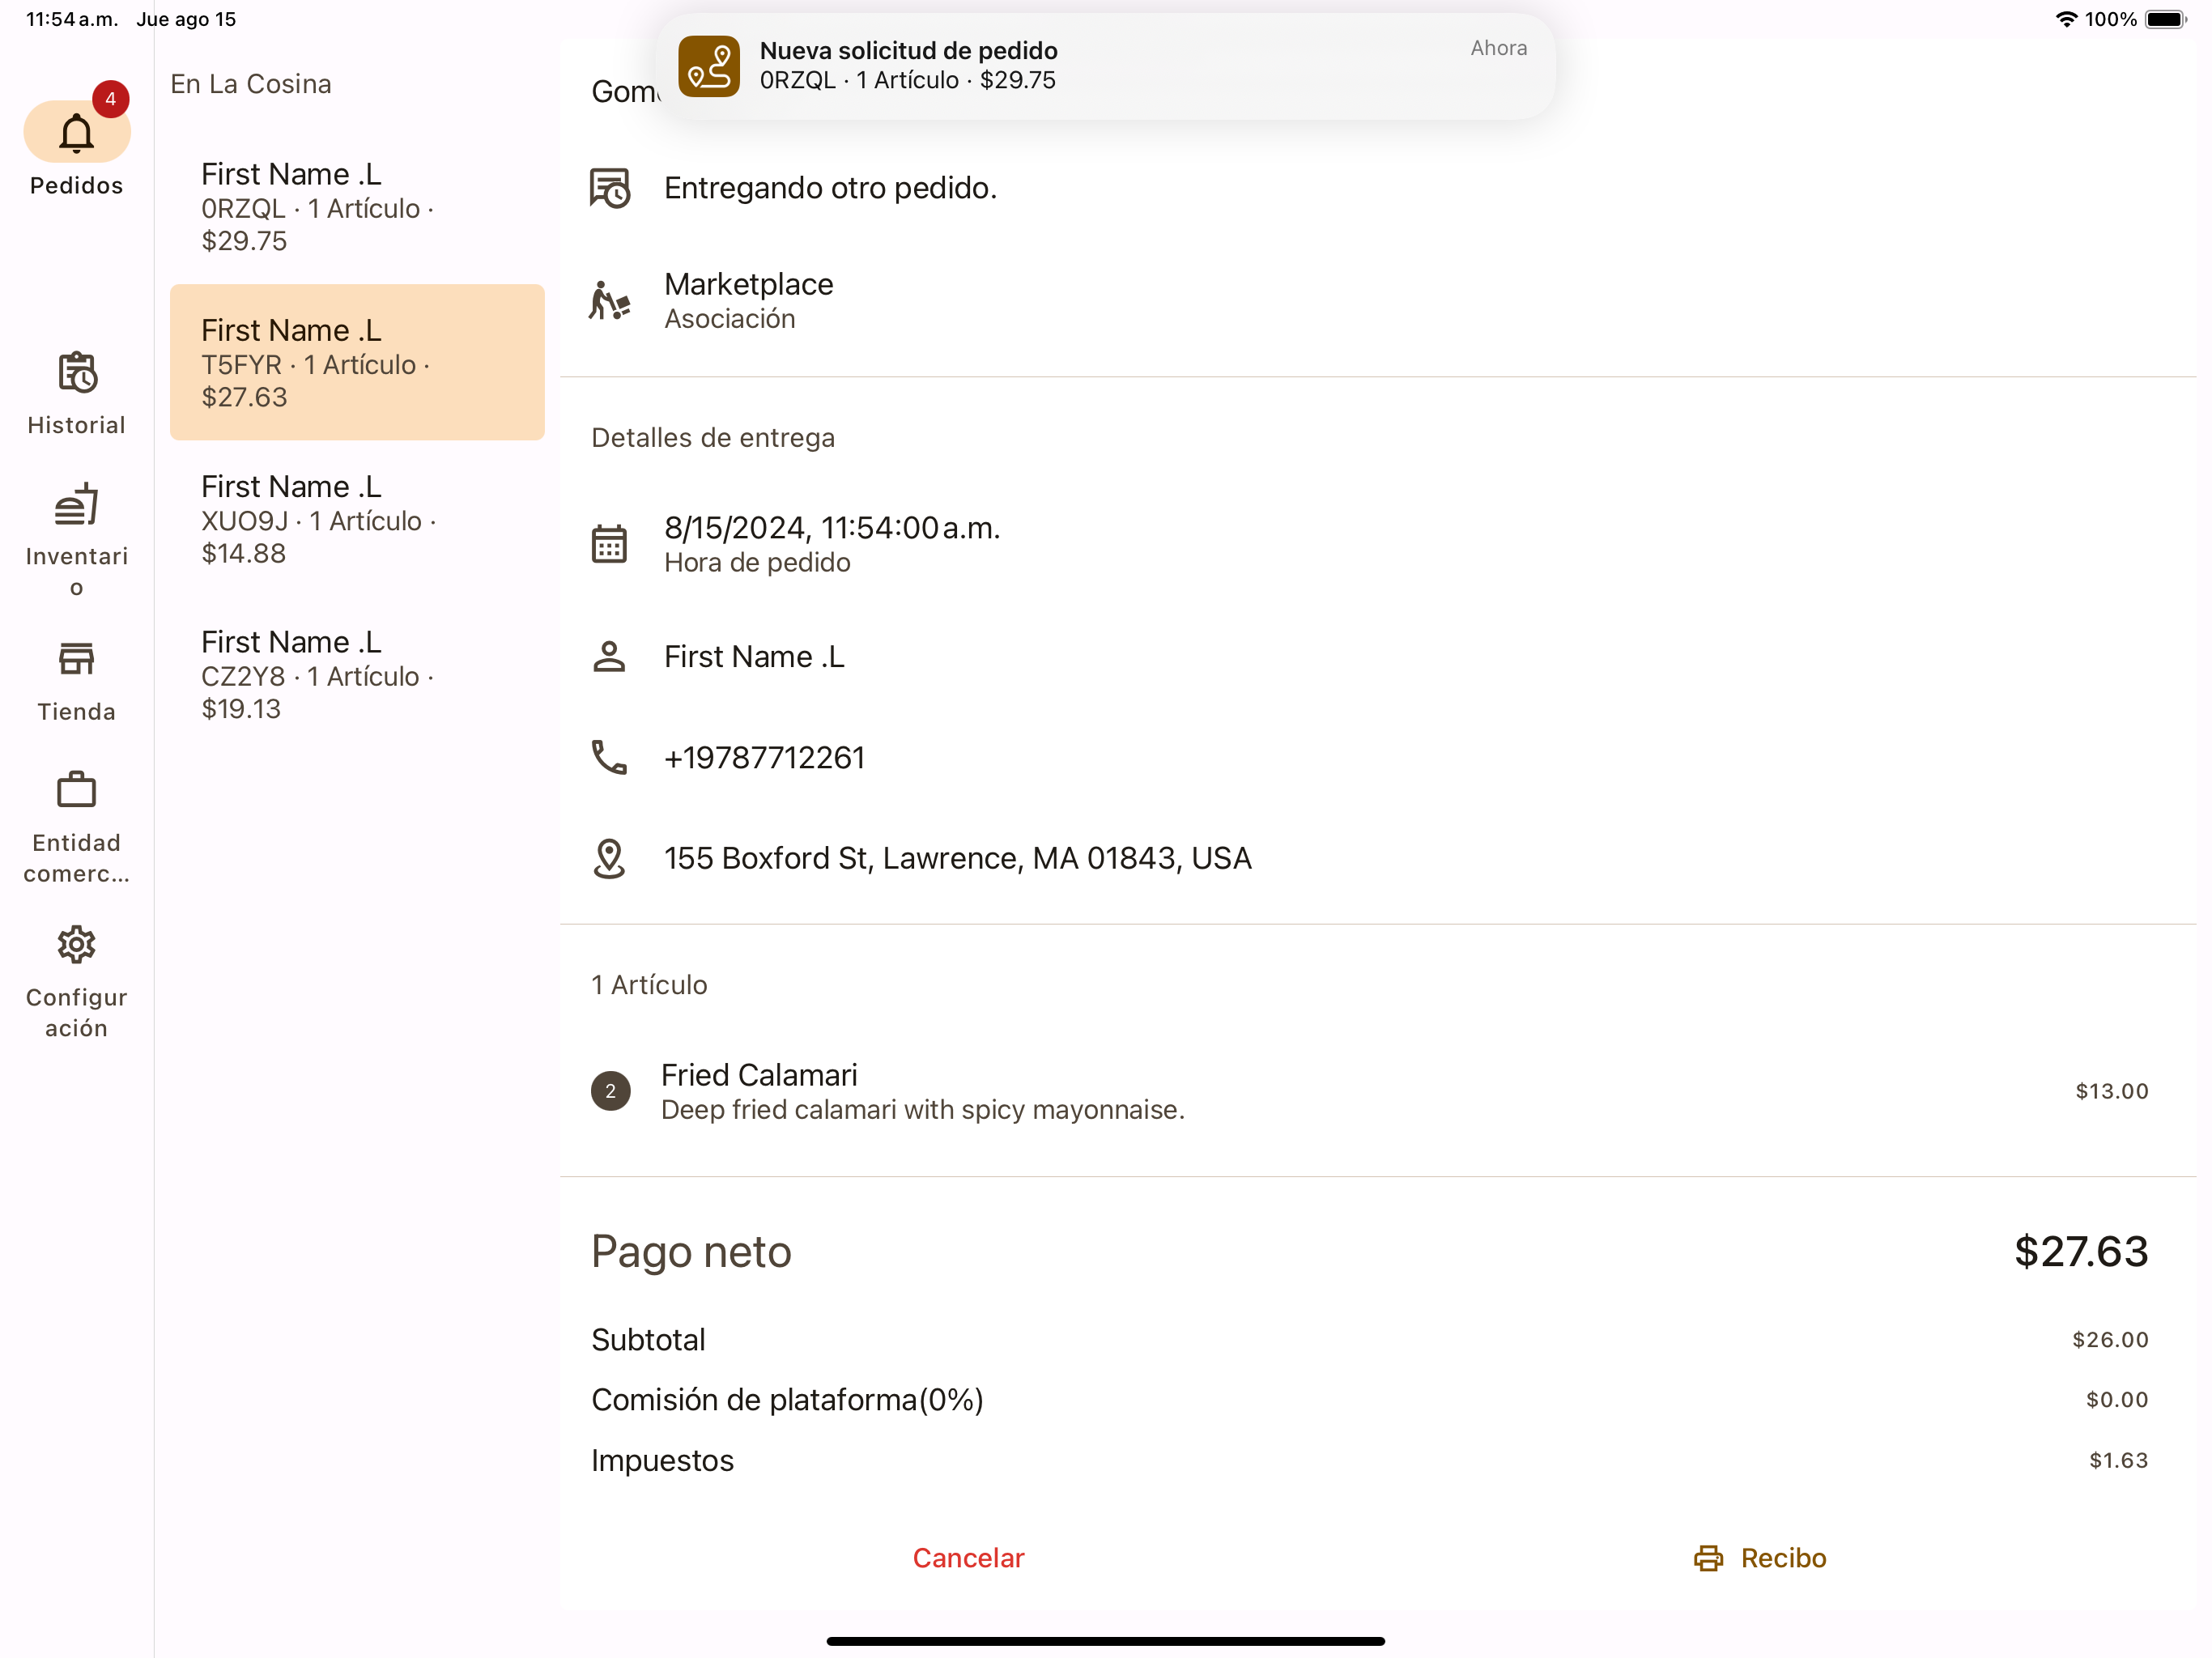 11:54 a.m. Jue ago 15
100%
Nueva solicitud de pedido
Ahora
0RZQL · 1 Artículo · $29.75
4
Pedidos
Historial
Inventari
o
Tienda
Entidad
comerc...
Configur
ación
En La Cosina
First Name .L
0RZQL · 1 Artículo ·
$29.75
First Name .L
T5FYR · 1 Artículo ·
$27.63
First Name .L
XUO9J · 1 Artículo ·
$14.88
First Name .L
CZ2Y8 · 1 Artículo ·
$19.13
Entregando otro pedido.
Marketplace
Asociación
Detalles de entrega
8/15/2024, 11:54:00 a.m.
Hora de pedido
First Name .L
+19787712261
155 Boxford St, Lawrence, MA 01843, USA
1 Artículo
2 Fried Calamari
Deep fried calamari with spicy mayonnaise.
$13.00
Pago neto $27.63
Subtotal $26.00
Comisión de plataforma(0%) $0.00
Impuestos $1.63
Cancelar
Recibo